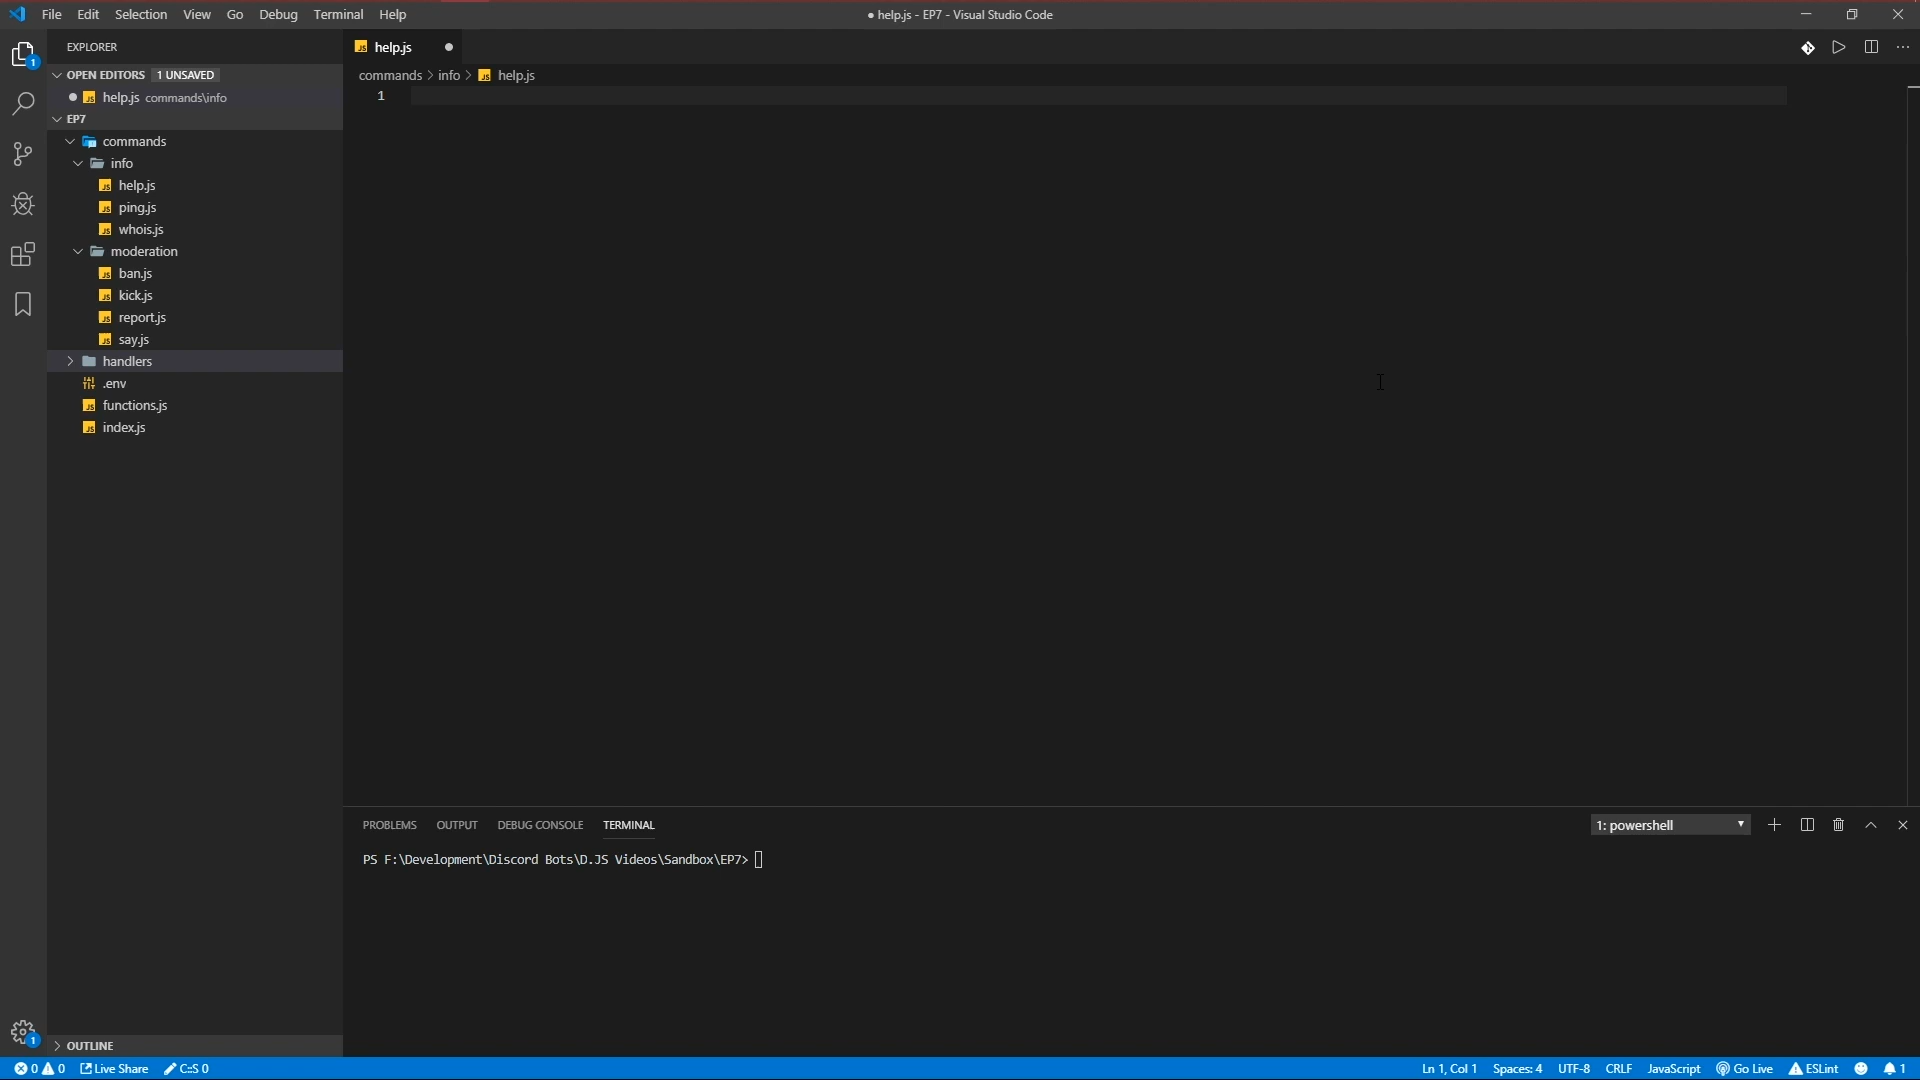 File Edit Selection View Go Debug Terminal Help
● help.js - EP7 - Visual Studio Code
EXPLORER
OPEN EDITORS 1 UNSAVED
help.js commands\info
EP7
commands
info
help.js
ping.js
whois.js
moderation
ban.js
kick.js
report.js
say.js
handlers
.env
functions.js
index.js
OUTLINE
help.js
commands > info > help.js
1
PROBLEMS OUTPUT DEBUG CONSOLE TERMINAL
1: powershell
PS F:\Development\Discord Bots\D.JS Videos\Sandbox\EP7>
1
1
0 0 Live Share C:S 0
Ln 1, Col 1 Spaces: 4 UTF-8 CRLF JavaScript Go Live ESLint 1